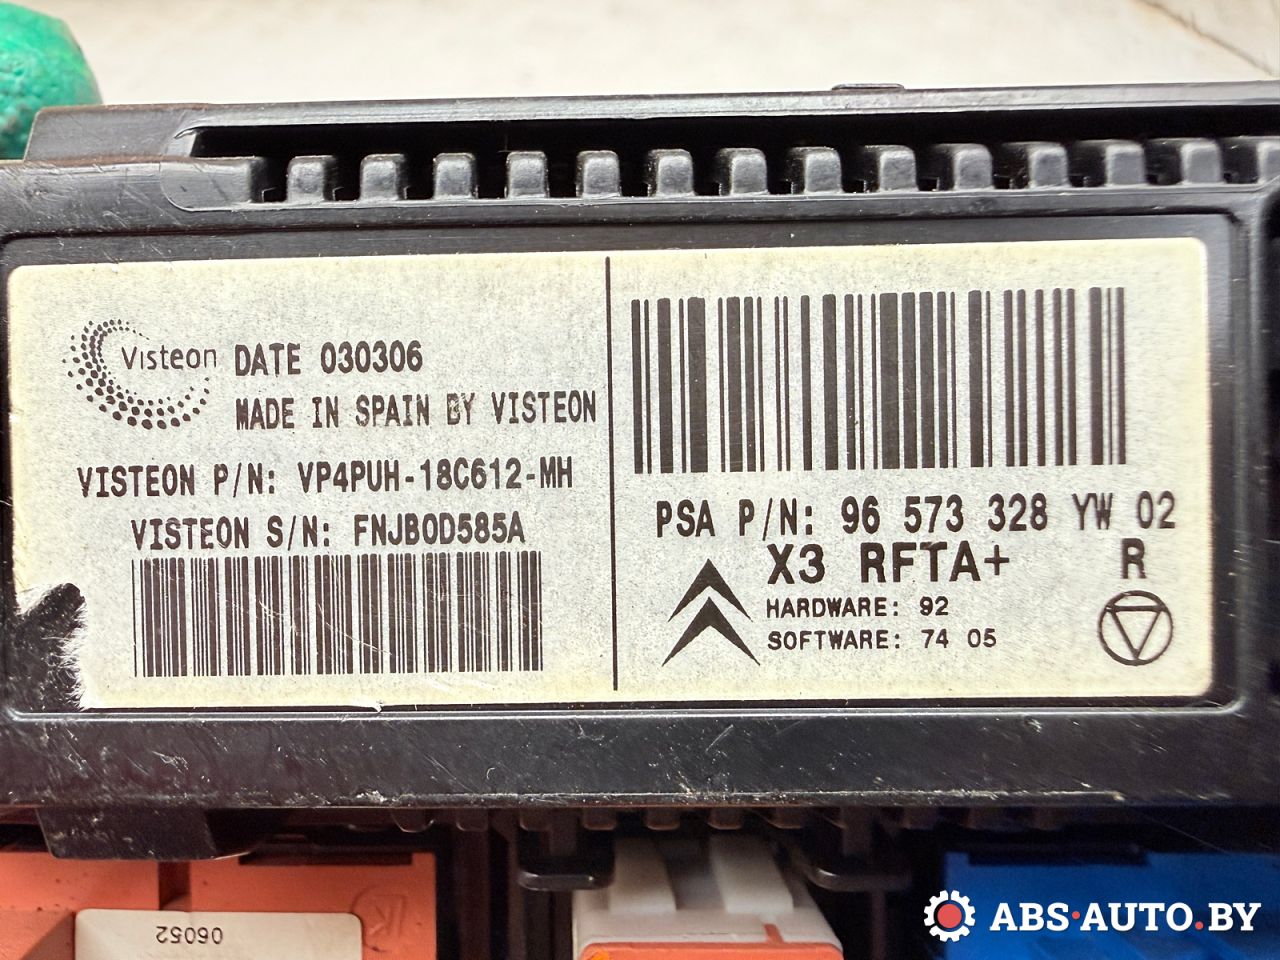 Visteon
DATE 030306
MADE IN SPAIN BY VISTEON
VISTEON P/N: VP4PUH-18C612-MH
VISTEON S/N: FNJB0D585A
PSA P/N: 96 573 328 YW 02
X3 RFTA+ R
HARDWARE: 92
SOFTWARE: 74 05
06052
ABS·AUTO.BY